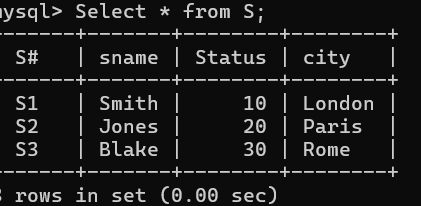 mysql> Select * from S;
+------+-------+--------+--------+
| S#   | sname | Status | city   |
+------+-------+--------+--------+
| S1   | Smith |     10 | London |
| S2   | Jones |     20 | Paris  |
| S3   | Blake |     30 | Rome   |
+------+-------+--------+--------+
3 rows in set (0.00 sec)